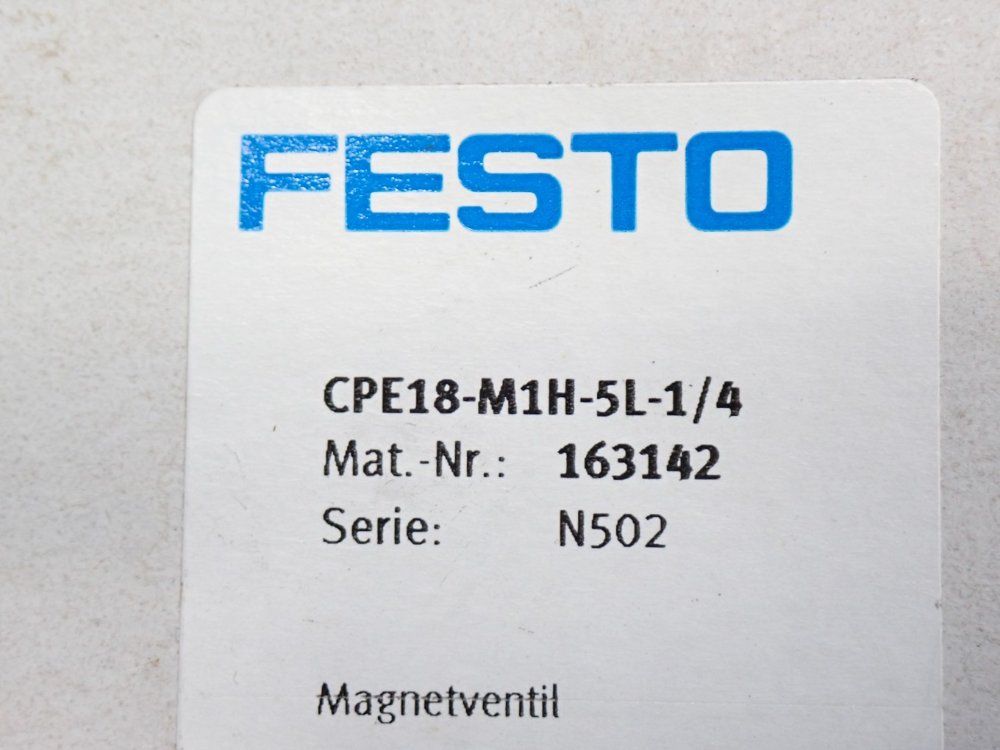 FESTO
CPE18-M1H-5L-1/4
Mat.-Nr.: 163142
Serie: N502
Magnetventil